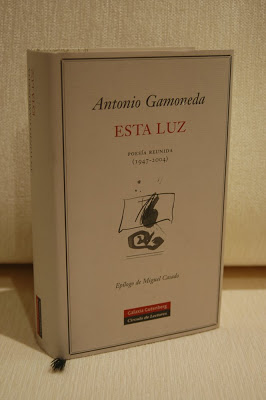 Antonio Gamoneda
ESTA LUZ
POESÍA REUNIDA
(1947-2004)
Epílogo de Miguel Casado
Galaxia Gutenberg
Círculo de Lectores